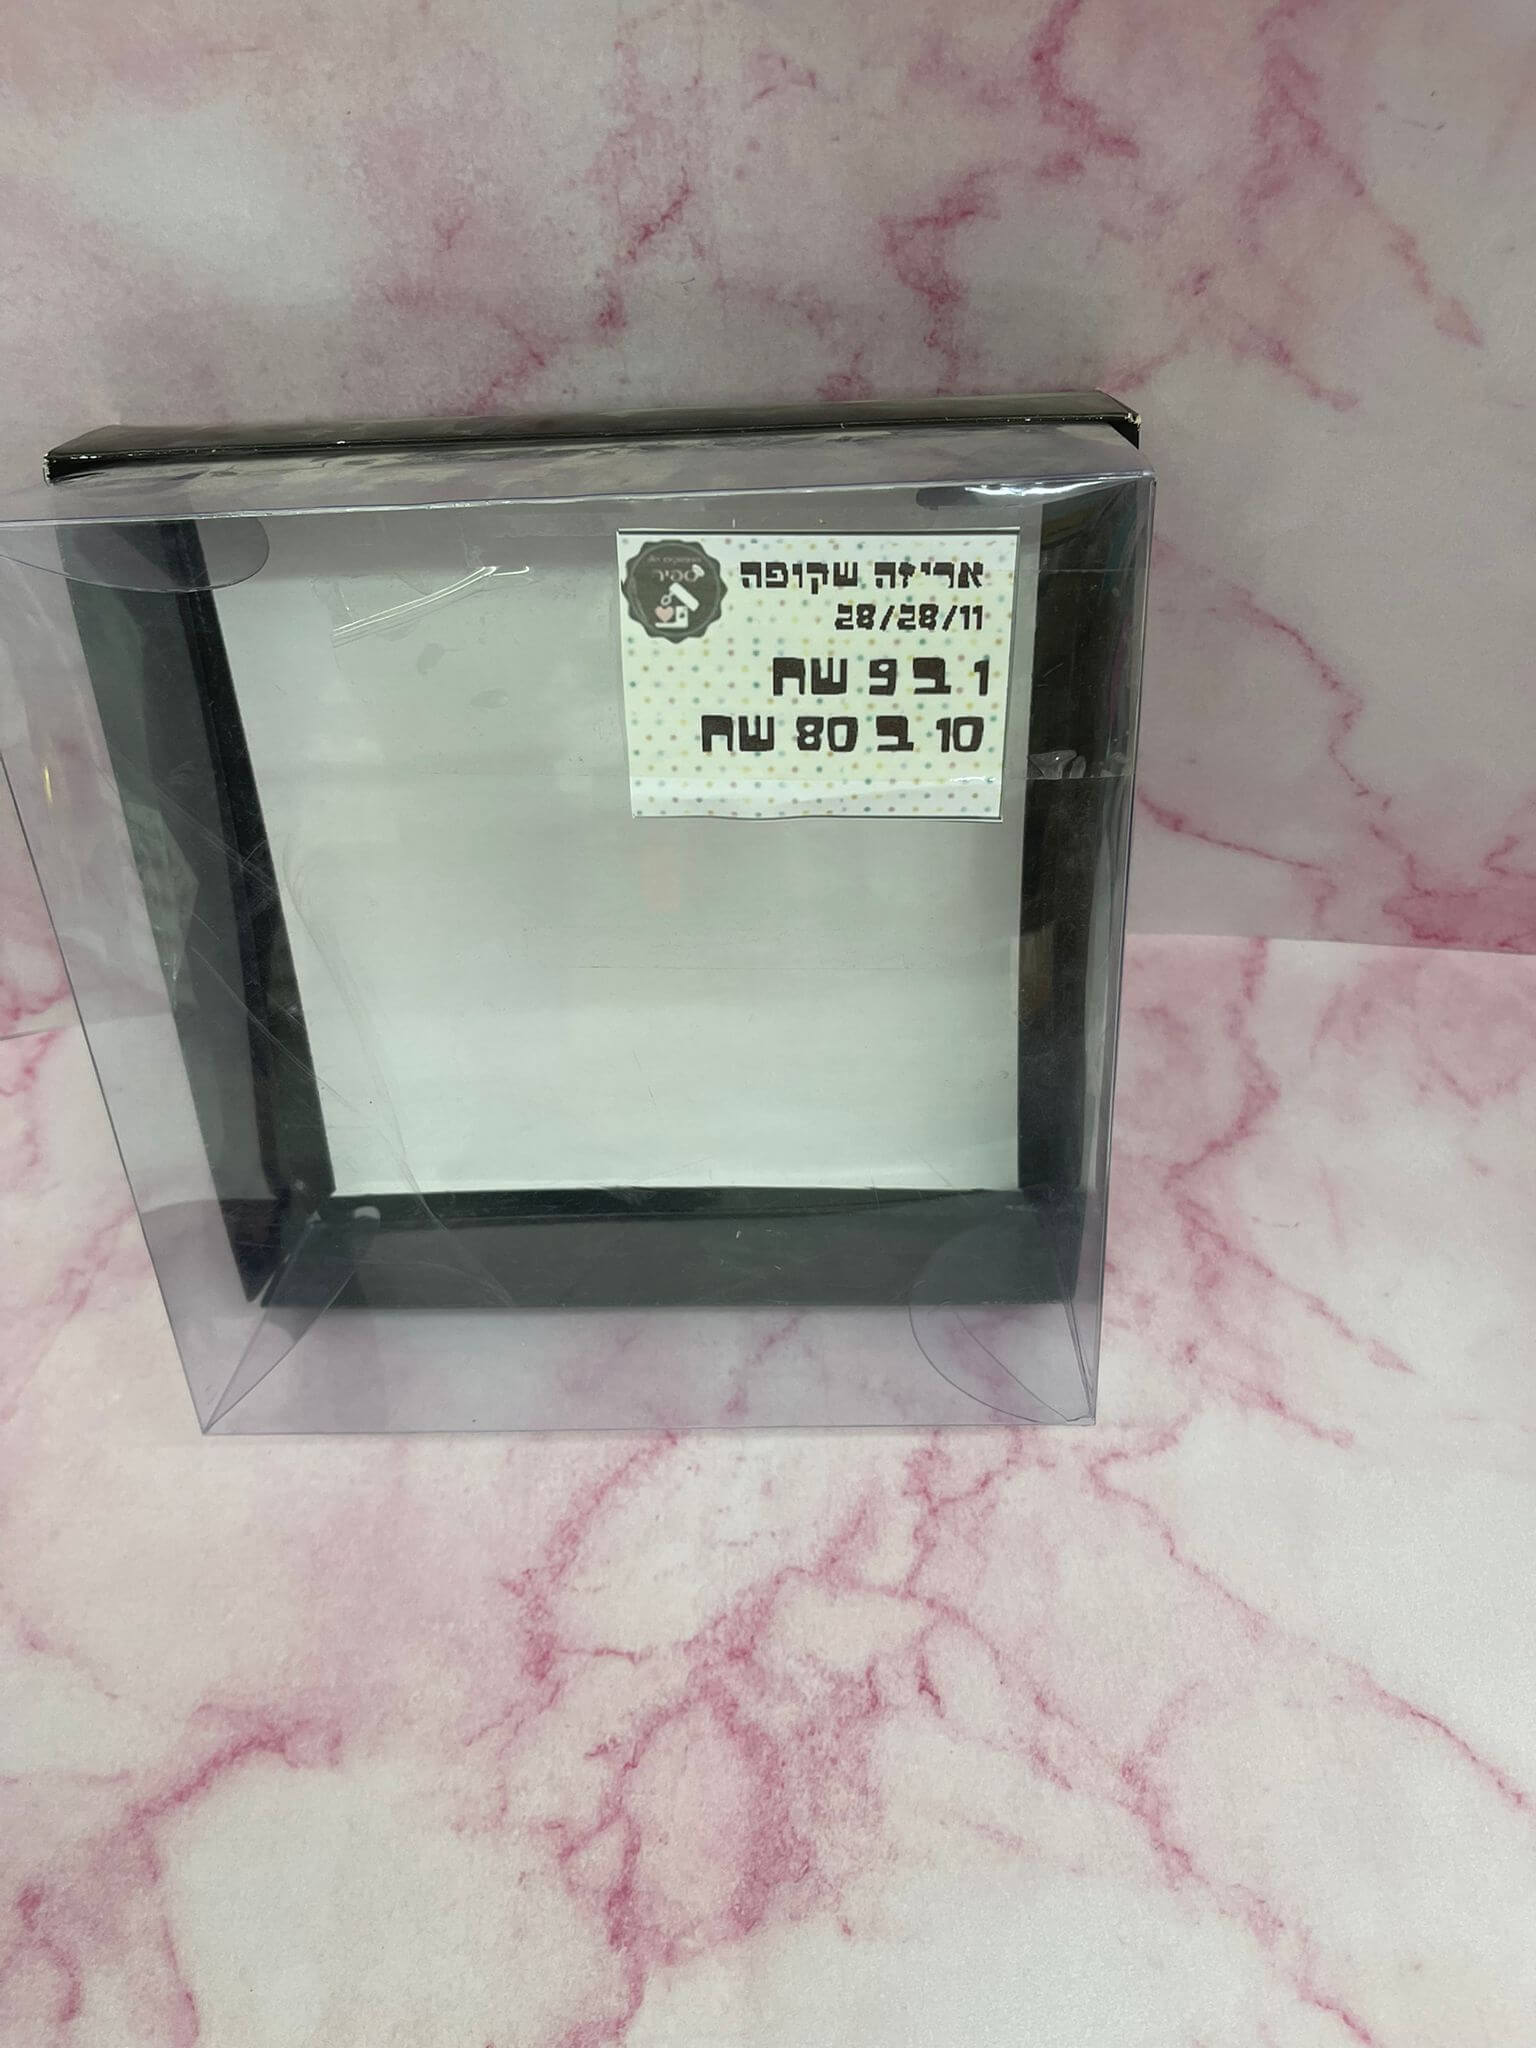 אריזה שקופה
28/28/11
1 ב 9 שח
10 ב 80 שח